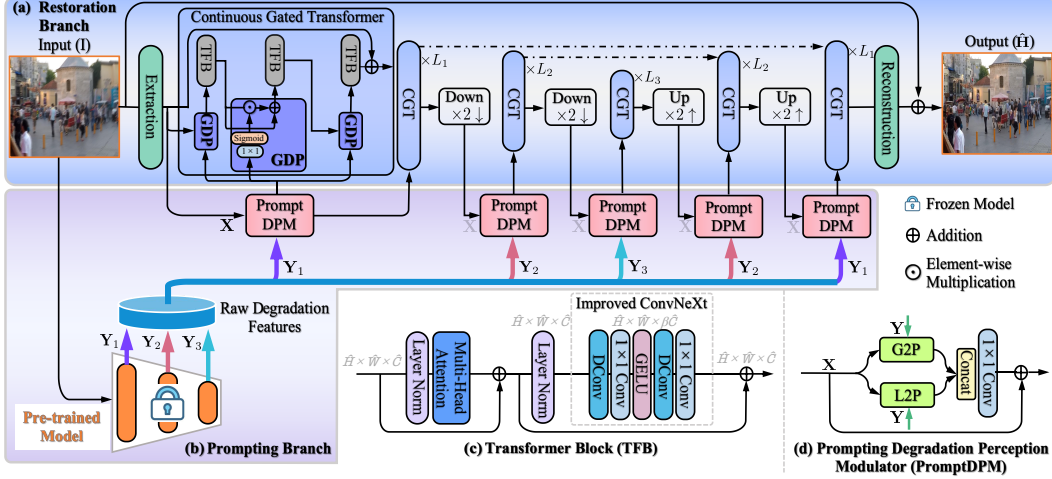 (a) Restoration
Branch
Input (I)
Continuous Gated Transformer
Extraction
TFB
TFB
TFB
GDP
Sigmoid
1×1
GDP
GDP
CGT
×L₁
Down
×2↓
CGT
×L₂
Down
×2↓
CGT
×L₃
Up
×2↑
CGT
×L₂
Up
×2↑
CGT
×L₁
Reconstruction
Output (Ĥ)
X
Prompt
DPM
X
Prompt
DPM
X
Prompt
DPM
X
Prompt
DPM
X
Prompt
DPM
Y₁
Y₂
Y₃
Y₂
Y₁
Frozen Model
Addition
Element-wise
Multiplication
Raw Degradation
Features
Y₁
Y₂
Y₃
Pre-trained
Model
(b) Prompting Branch
Improved ConvNeXt
Ĥ × Ŵ × Ĉ
Layer Norm
Multi-Head
Attention
Ĥ × Ŵ × Ĉ
Layer Norm
DConv
1×1 Conv
Ĥ × Ŵ × βĈ
GELU
DConv
1×1 Conv
Ĥ × Ŵ × Ĉ
(c) Transformer Block (TFB)
X
Y
G2P
L2P
Y
Concat
1×1 Conv
(d) Prompting Degradation Perception
Modulator (PromptDPM)